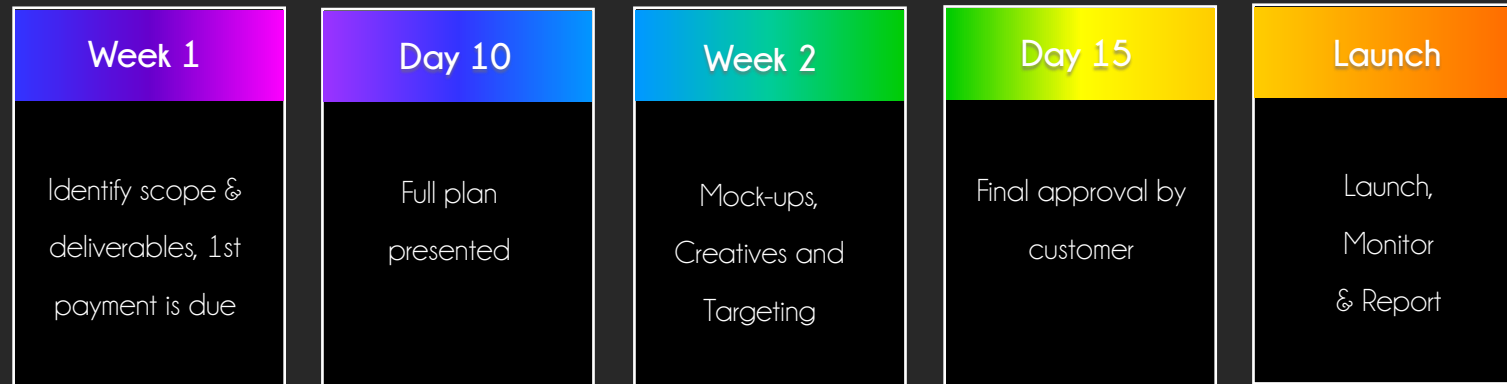 Week 1
Identify scope &
deliverables, 1st
payment is due
Day 10
Full plan
presented
Week 2
Mock-ups,
Creatives and
Targeting
Day 15
Final approval by
customer
Launch
Launch,
Monitor
& Report